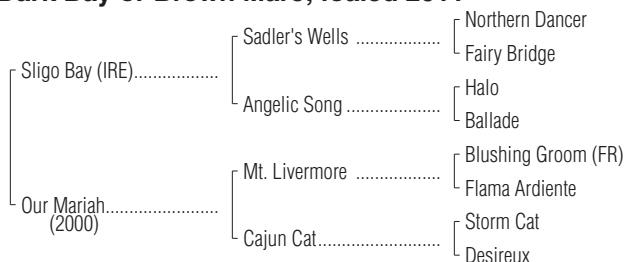 Dark Bay or Brown Mare; foaled
Northern Dancer
Sadler's Wells ..................
Fairy Bridge
Sligo Bay (IRE)..................
Halo
Angelic Song ....................
Ballade
Blushing Groom (FR)
Mt. Livermore ..................
Flama Ardiente
Our Mariah........................
(2000)
Storm Cat
Cajun Cat..........................
Desireux